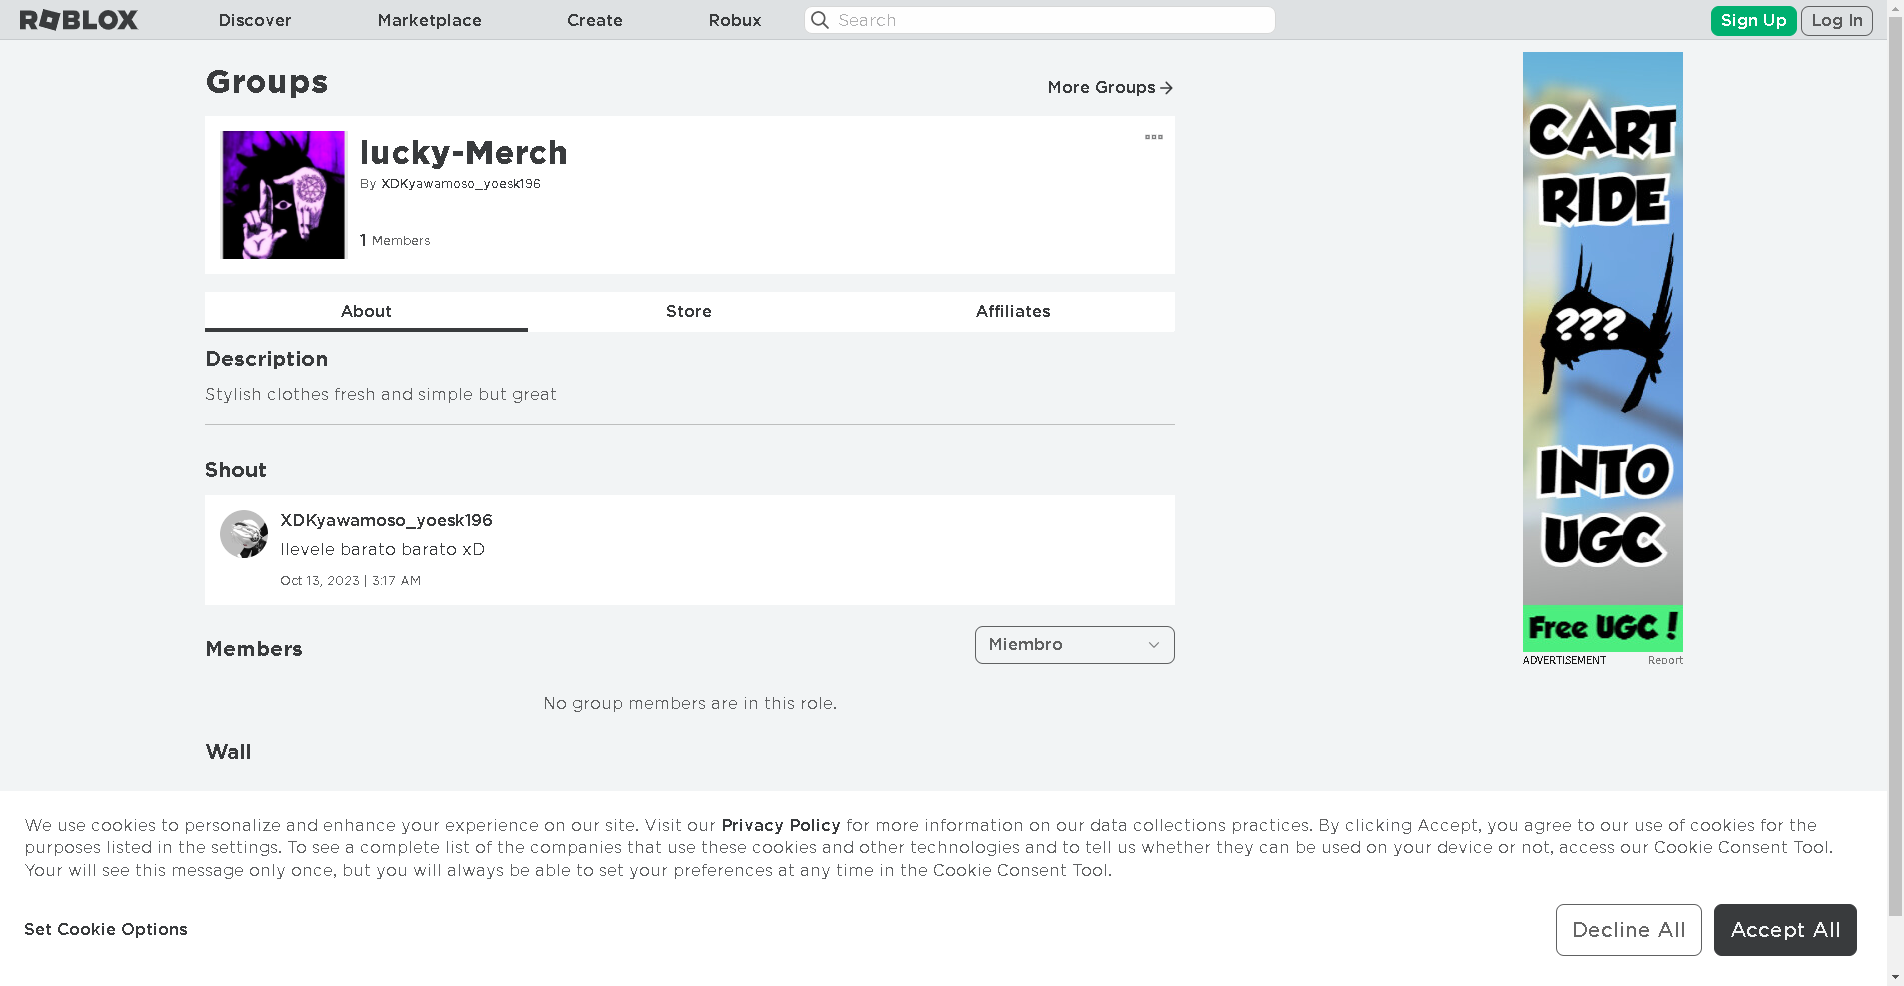 ROBLOX
Discover
Marketplace
Create
Robux
Search
Sign Up
Log In
Groups
More Groups
lucky-Merch
By XDKyawamoso_yoesk196
1 Members
About
Store
Affiliates
Description
Stylish clothes fresh and simple but great
Shout
XDKyawamoso_yoesk196
llevele barato barato xD
Oct 13, 2023 | 3:17 AM
Members
Miembro
No group members are in this role.
Wall
CART
RIDE
???
INTO
UGC
Free UGC !
ADVERTISEMENT
Report
We use cookies to personalize and enhance your experience on our site. Visit our Privacy Policy for more information on our data collections practices. By clicking Accept, you agree to our use of cookies for the
purposes listed in the settings. To see a complete list of the companies that use these cookies and other technologies and to tell us whether they can be used on your device or not, access our Cookie Consent Tool.
Your will see this message only once, but you will always be able to set your preferences at any time in the Cookie Consent Tool.
Set Cookie Options
Decline All
Accept All